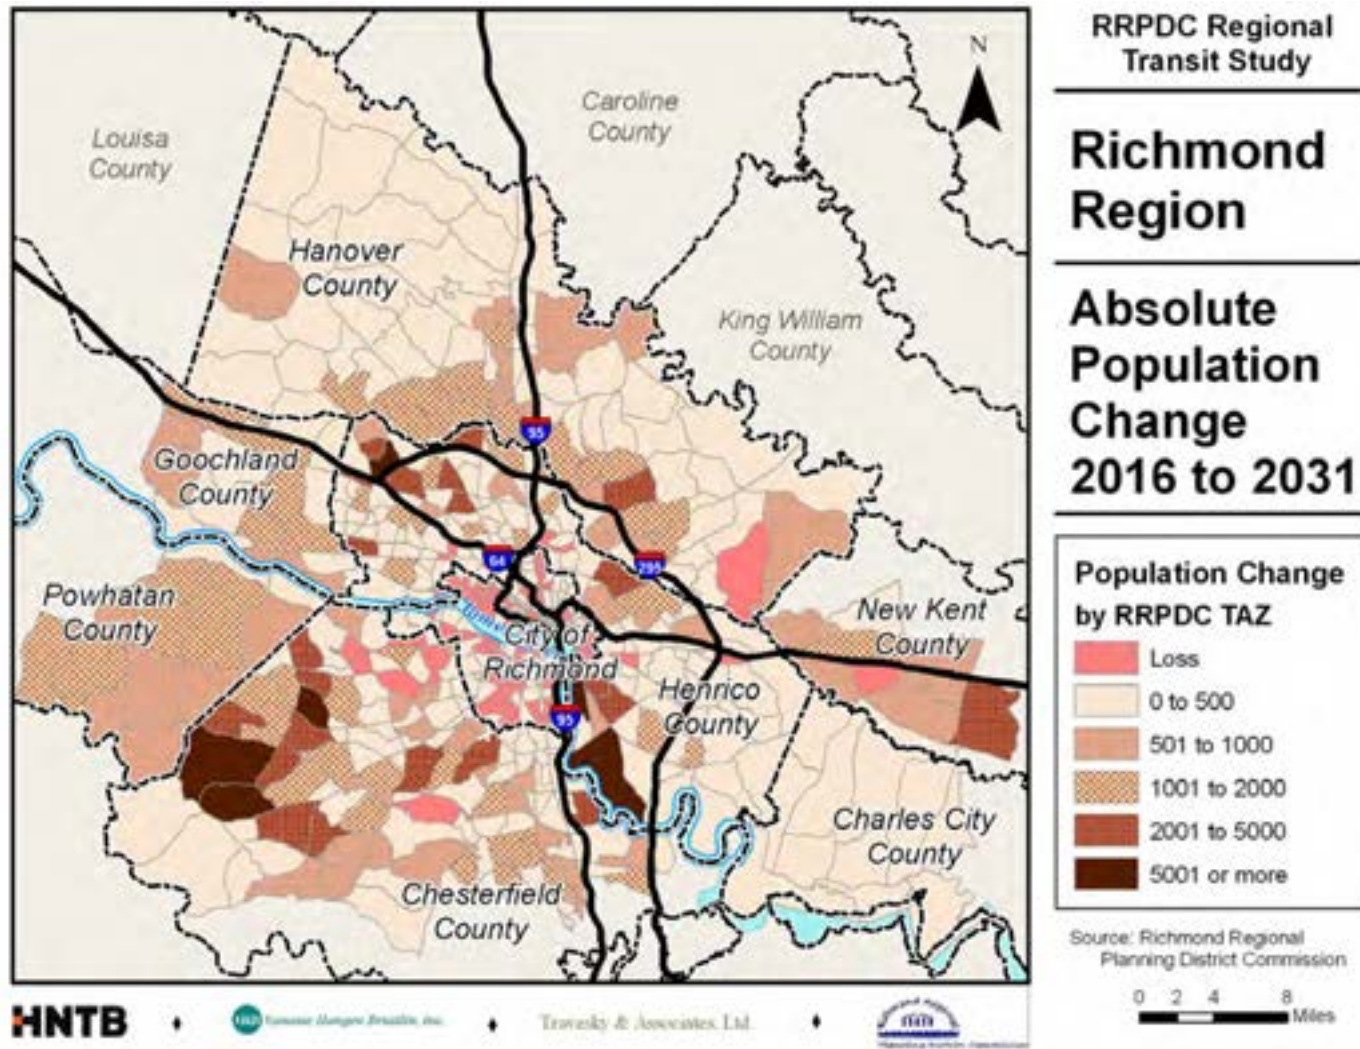 RRPDC Regional
Transit Study
Richmond
Region
Absolute
Population
Change
2016 to 2031
Population Change
by RRPDC TAZ
Loss
0 to 500
501 to 1000
1001 to 2000
2001 to 5000
5001 or more
Source: Richmond Regional
Planning District Commission
0 2 4 8
Miles
N
Louisa
County
Caroline
County
Hanover
County
King William
County
95
Goochland
County
64
295
Powhatan
County
New Kent
County
City of
Richmond
Henrico
County
95
Charles City
County
Chesterfield
County
HNTB
& Associates, Ltd.